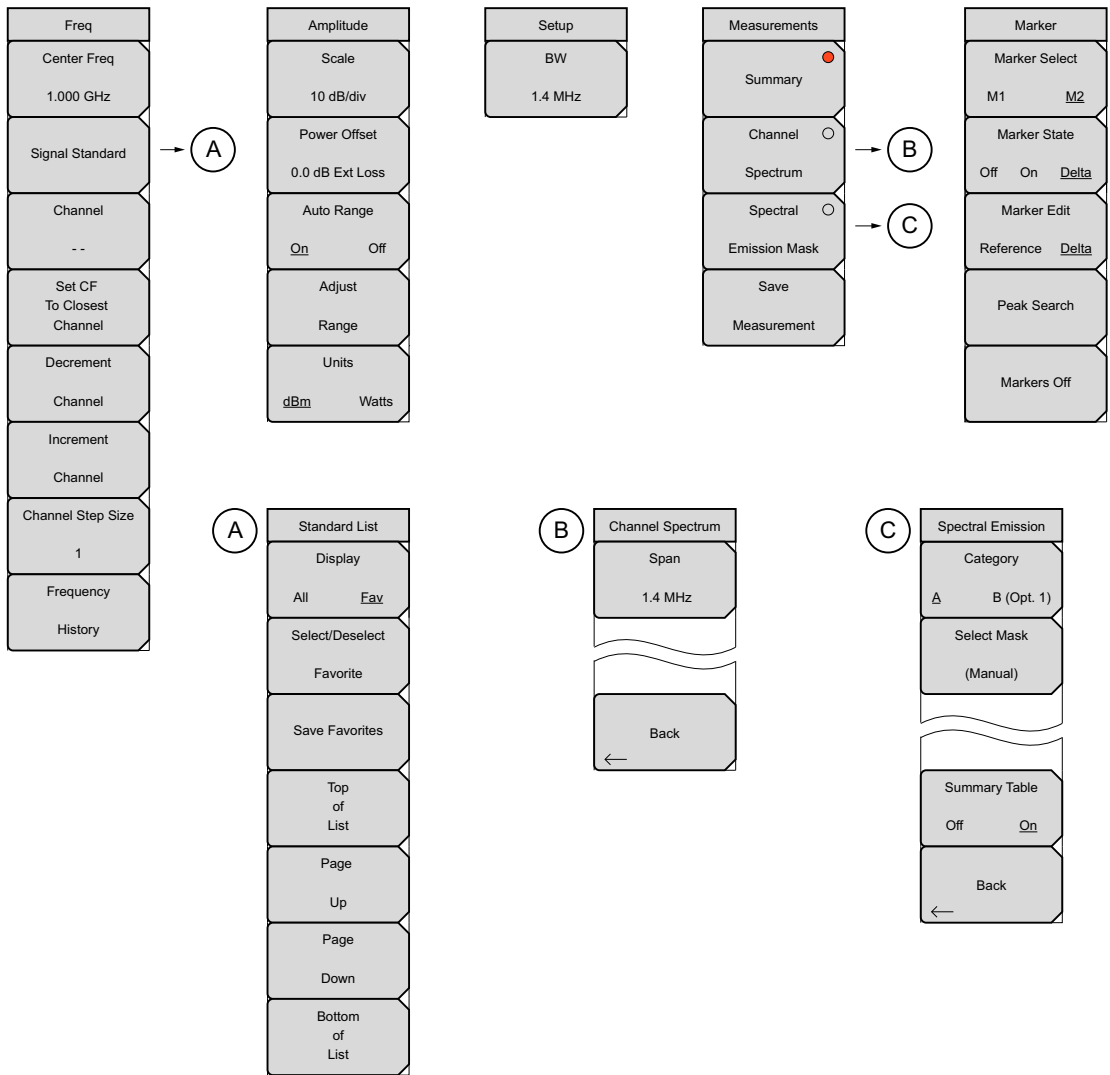 Freq
Center Freq
1.000 GHz
Signal Standard
A
Channel
- -
Set CF
To Closest
Channel
Decrement
Channel
Increment
Channel
Channel Step Size
1
Frequency
History
Amplitude
Scale
10 dB/div
Power Offset
0.0 dB Ext Loss
Auto Range
On Off
Adjust
Range
Units
dBm Watts
Setup
BW
1.4 MHz
Measurements
Summary
Channel
Spectrum
B
Spectral
Emission Mask
C
Save
Measurement
Marker
Marker Select
M1 M2
Marker State
Off On Delta
Marker Edit
Reference Delta
Peak Search
Markers Off
A
Standard List
Display
All Fav
Select/Deselect
Favorite
Save Favorites
Top
of
List
Page
Up
Page
Down
Bottom
of
List
B
Channel Spectrum
Span
1.4 MHz
Back
C
Spectral Emission
Category
A B (Opt. 1)
Select Mask
(Manual)
Summary Table
Off On
Back